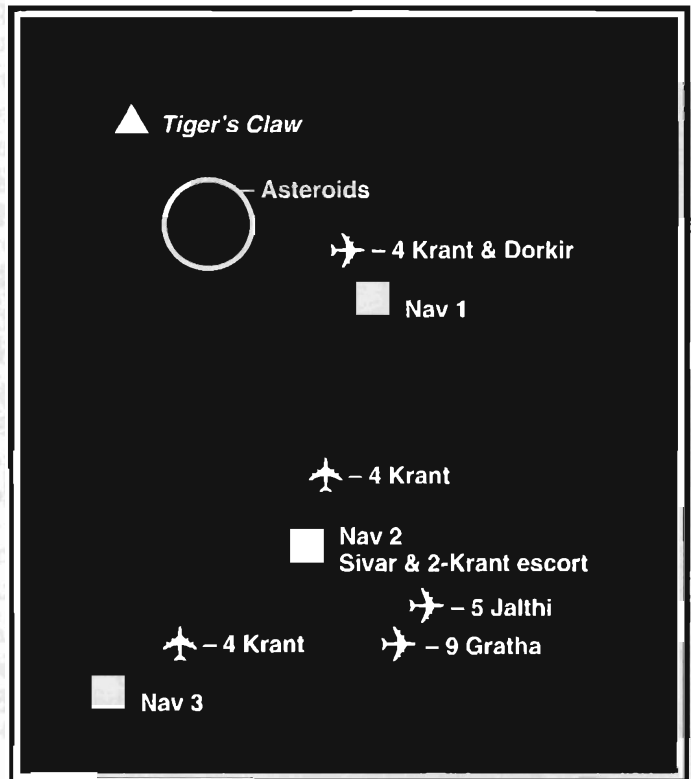 Tiger's Claw
Asteroids
– 4 Krant & Dorkir
Nav 1
– 4 Krant
Nav 2
Sivar & 2-Krant escort
– 5 Jalthi
– 4 Krant
– 9 Gratha
Nav 3